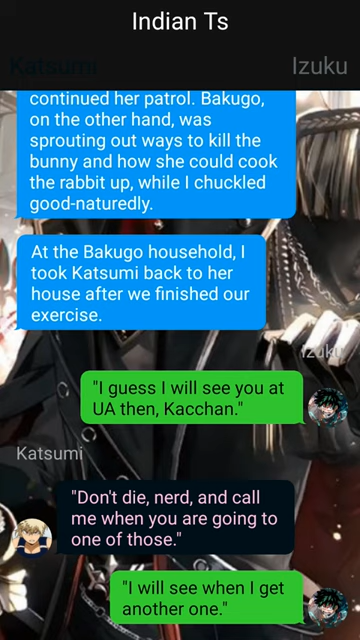 Indian Ts
Katsumi
Izuku
continued her patrol. Bakugo,
on the other hand, was
sprouting out ways to kill the
bunny and how she could cook
the rabbit up, while I chuckled
good-naturedly.
At the Bakugo household, I
took Katsumi back to her
house after we finished our
exercise.
Izuku
"I guess I will see you at
UA then, Kacchan."
Katsumi
"Don't die, nerd, and call
me when you are going to
one of those."
"I will see when I get
another one."